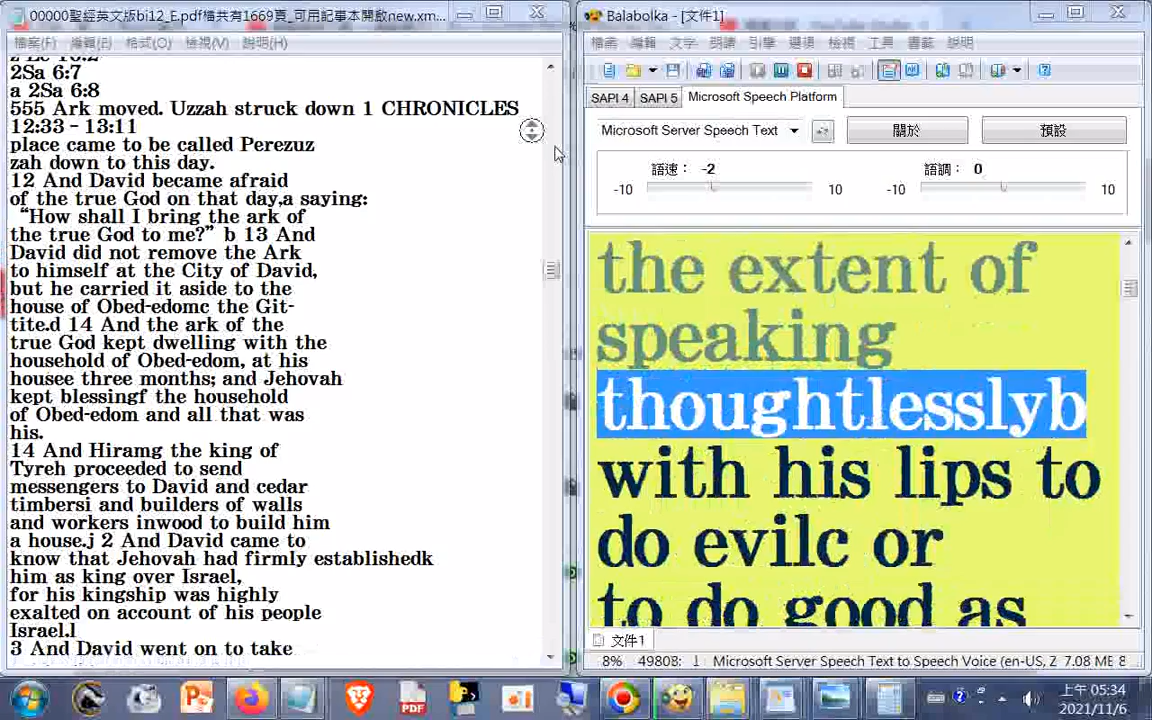 00000聖經英文版bi12_E.pdf檔共有1669頁_可用記事本開啟new.xm...
檔案(F) 編輯(E) 格式(O) 檢視(V) 說明(H)
2Sa 6:7
a 2Sa 6:8
555 Ark moved. Uzzah struck down 1 CHRONICLES
12:33 – 13:11
place came to be called Perezuz
zah down to this day.
12 And David became afraid
of the true God on that day,a saying:
“How shall I bring the ark of
the true God to me?” b 13 And
David did not remove the Ark
to himself at the City of David,
but he carried it aside to the
house of Obed-edomc the Git-
tite.d 14 And the ark of the
true God kept dwelling with the
household of Obed-edom, at his
housee three months; and Jehovah
kept blessingf the household
of Obed-edom and all that was
his.
14 And Hiramg the king of
Tyreh proceeded to send
messengers to David and cedar
timbersi and builders of walls
and workers inwood to build him
a house.j 2 And David came to
know that Jehovah had firmly establishedk
him as king over Israel,
for his kingship was highly
exalted on account of his people
Israel.l
3 And David went on to take
Balabolka - [文件1]
檔案 編輯 文字 朗讀 引擎 選項 檢視 工具 書籤 說明
SAPI 4 SAPI 5 Microsoft Speech Platform
Microsoft Server Speech Text 關於 預設
語速： -2 語調： 0
-10 10 -10 10
the extent of
speaking
thoughtlesslyb
with his lips to
do evilc or
to do good as
文件1
8% 4980B: 1 Microsoft Server Speech Text to Speech Voice (en-US, Z 7.08 MB 8
PDF
上午 05:34
2021/11/6